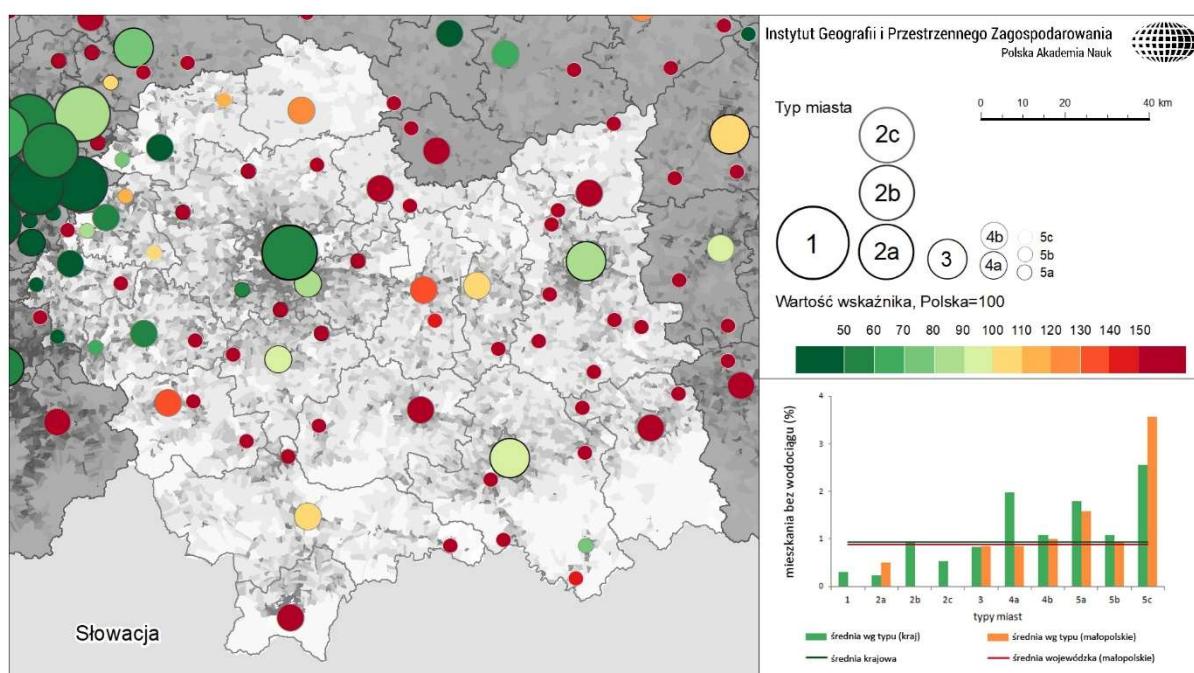 Instytut Geografii i Przestrzennego Zagospodarowania
Polska Akademia Nauk
Typ miasta
0 10 20 40 km
2c
2b
1
2a
3
4b
4a
5c
5b
5a
Wartość wskaźnika, Polska=100
50 60 70 80 90 100 110 120 130 140 150
Słowacja
mieszkania bez wodociągu (%)
4
3
2
1
0
1 2a 2b 2c 3 4a 4b 5a 5b 5c
typy miast
średnia wg typu (kraj)
średnia wg typu (małopolskie)
średnia krajowa
średnia wojewódzka (małopolskie)